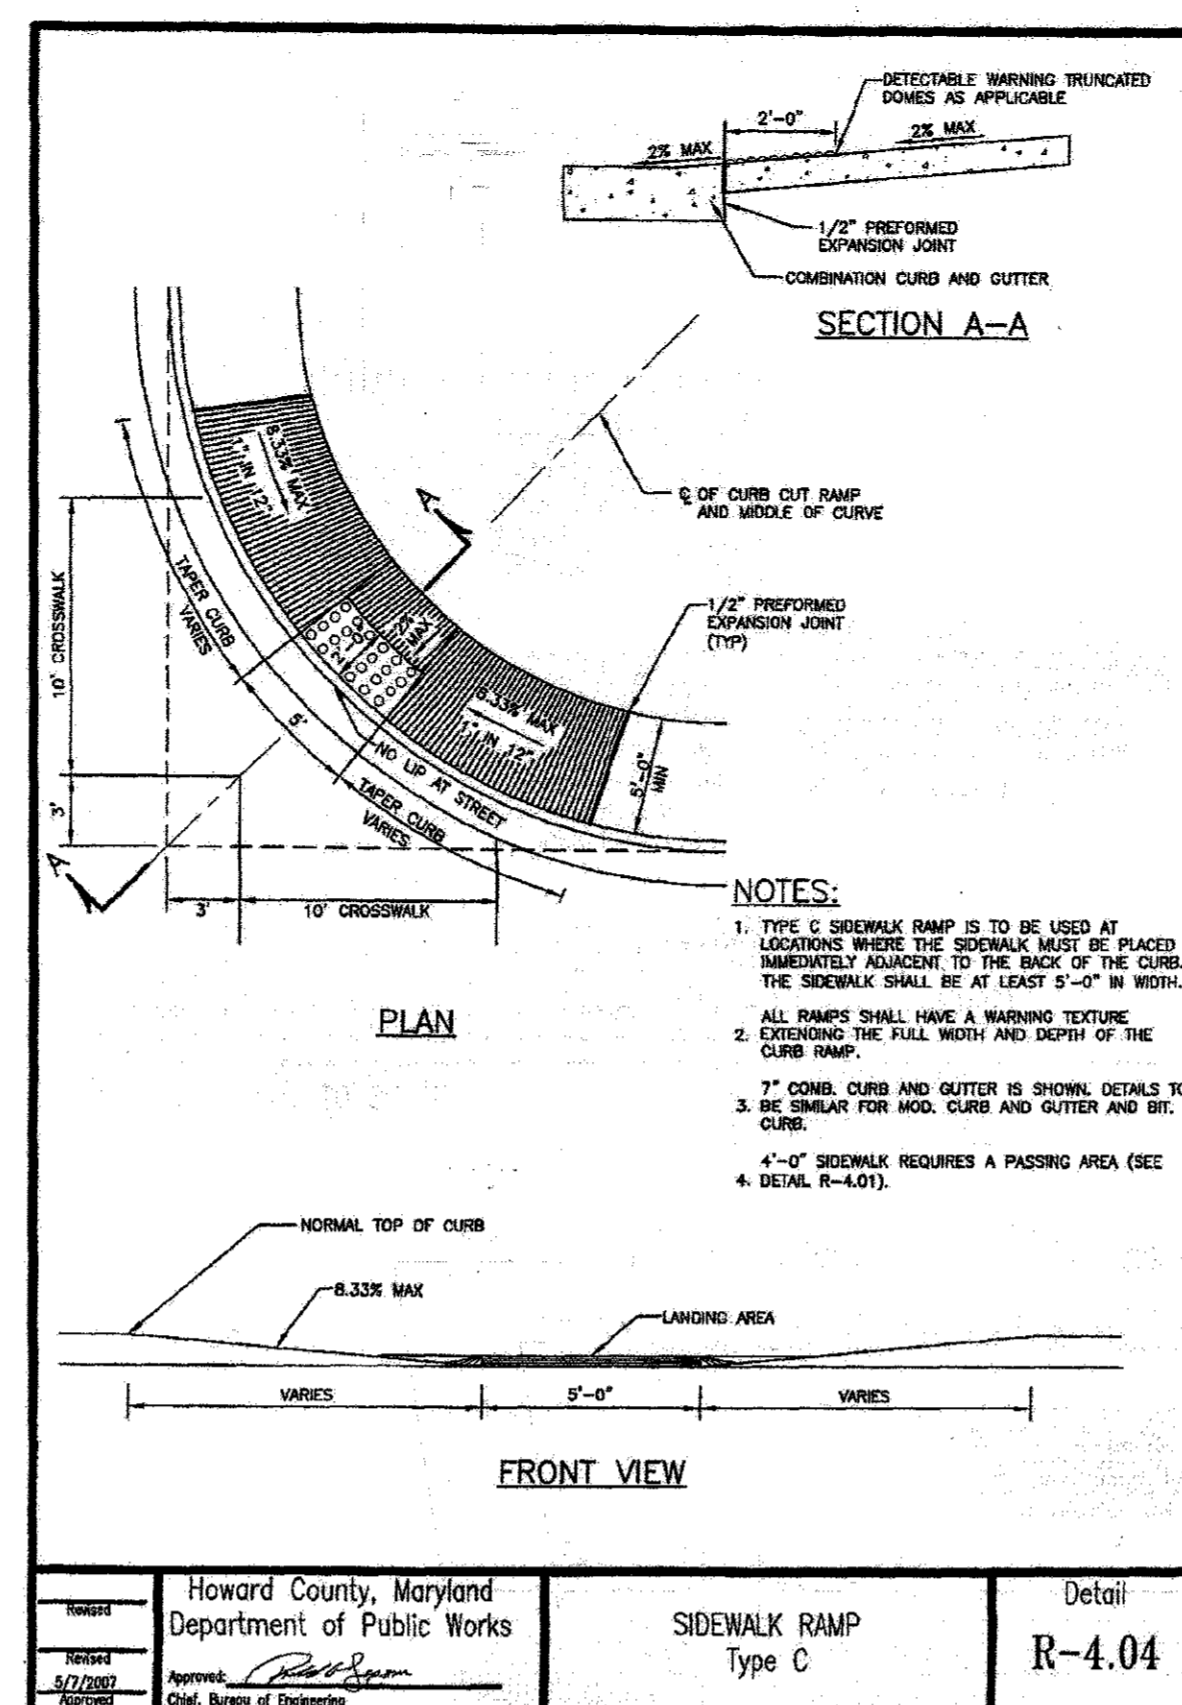 DETECTABLE WARNING TRUNCATED
DOMES AS APPLICABLE
2'-0"
2% MAX
2% MAX
1/2" PREFORMED
EXPANSION JOINT
COMBINATION CURB AND GUTTER
SECTION A-A
8.33% MAX
1" IN 12"
A
℄ OF CURB CUT RAMP
AND MIDDLE OF CURVE
10' CROSSWALK
TAPER CURB
VARIES
1/2" PREFORMED
EXPANSION JOINT
(TYP)
2'-0"
2%
MAX
8.33% MAX
1" IN 12"
5'
NO LIP AT STREET
5'-0"
MIN
TAPER CURB
VARIES
3'
A
3'
10' CROSSWALK
PLAN
NOTES:
1. TYPE C SIDEWALK RAMP IS TO BE USED AT
LOCATIONS WHERE THE SIDEWALK MUST BE PLACED
IMMEDIATELY ADJACENT TO THE BACK OF THE CURB.
THE SIDEWALK SHALL BE AT LEAST 5'-0" IN WIDTH.
ALL RAMPS SHALL HAVE A WARNING TEXTURE
2. EXTENDING THE FULL WIDTH AND DEPTH OF THE
CURB RAMP.
7" COMB. CURB AND GUTTER IS SHOWN. DETAILS TO
3. BE SIMILAR FOR MOD. CURB AND GUTTER AND BIT.
CURB.
4'-0" SIDEWALK REQUIRES A PASSING AREA (SEE
4. DETAIL R-4.01).
NORMAL TOP OF CURB
8.33% MAX
LANDING AREA
VARIES
5'-0"
VARIES
FRONT VIEW
Revised
Revised
5/7/2007
Approved
Howard County, Maryland
Department of Public Works
Approved:
Chief, Bureau of Engineering
SIDEWALK RAMP
Type C
Detail
R-4.04